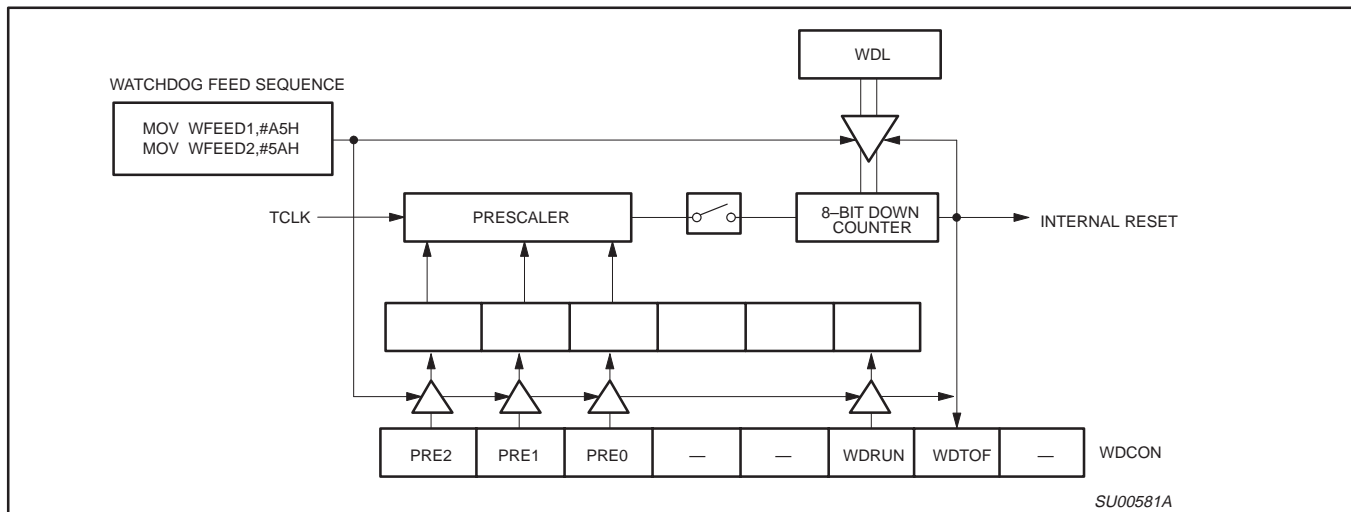 WDL
WATCHDOG FEED SEQUENCE
MOV WFEED1,#A5H
MOV WFEED2,#5AH
TCLK
PRESCALER
8–BIT DOWN
COUNTER
INTERNAL RESET
PRE2 PRE1 PRE0 — — WDRUN WDTOF — WDCON
SU00581A